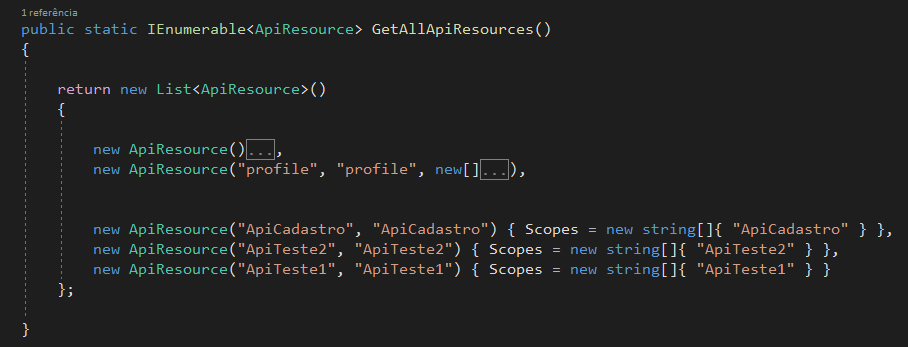 1 referência
public static IEnumerable<ApiResource> GetAllApiResources()
{
return new List<ApiResource>()
{
new ApiResource()...,
new ApiResource("profile", "profile", new[]...),
new ApiResource("ApiCadastro", "ApiCadastro") { Scopes = new string[]{ "ApiCadastro" } },
new ApiResource("ApiTeste2", "ApiTeste2") { Scopes = new string[]{ "ApiTeste2" } },
new ApiResource("ApiTeste1", "ApiTeste1") { Scopes = new string[]{ "ApiTeste1" } }
};
}